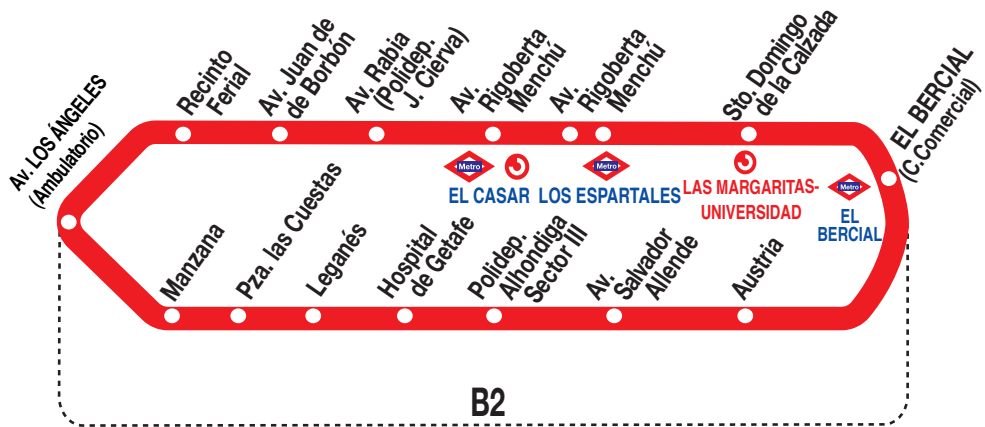 Av. LOS ÁNGELES
(Ambulatorio)
Recinto
Ferial
Av. Juan de
de Borbón
Av. Rabia
(Polidep.
J. Cierva)
Av.
Rigoberta
Menchú
Av.
Rigoberta
Menchú
Sto. Domingo
de la Calzada
EL BERCIAL
(C.Comercial)
Metro
EL CASAR
Metro
LOS ESPARTALES
LAS MARGARITAS-
UNIVERSIDAD
Metro
EL
BERCIAL
Manzana
Pza. las Cuestas
Leganés
Hospital
de Getafe
Polidep.
Alhondiga
Sector III
Av.
Salvador
Allende
Austria
B2